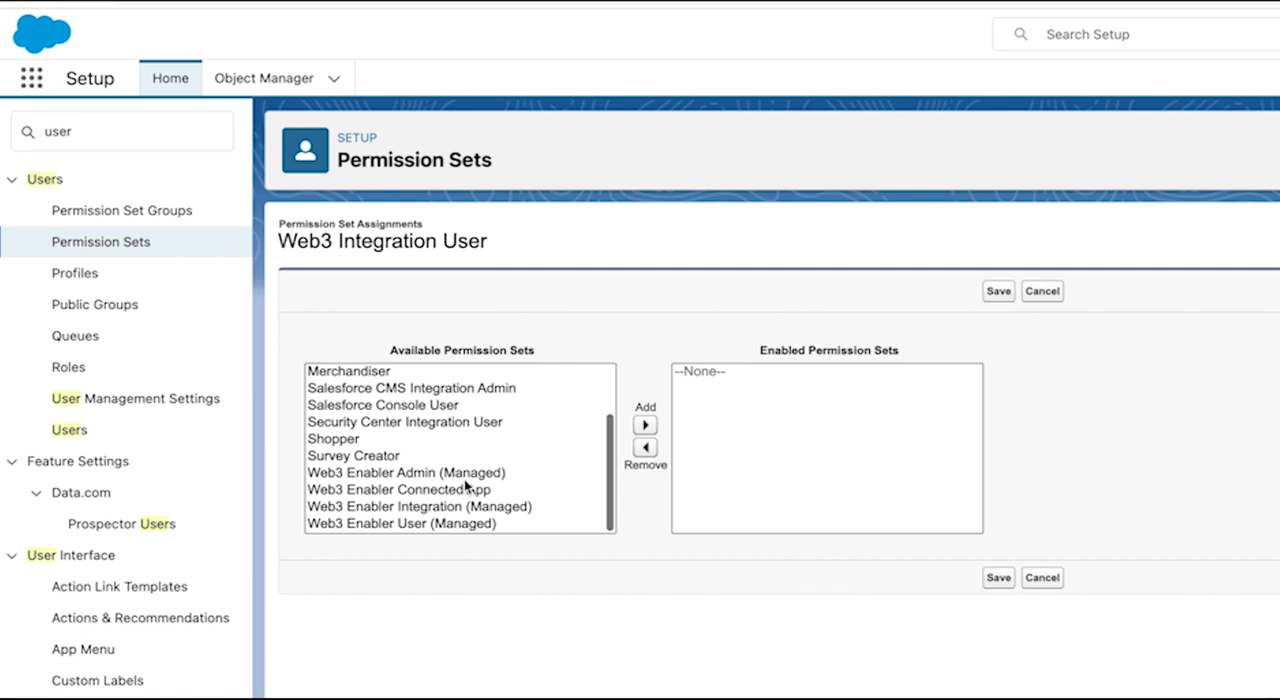 Search Setup
Setup
Home
Object Manager
user
Users
Permission Set Groups
Permission Sets
Profiles
Public Groups
Queues
Roles
User Management Settings
Users
Feature Settings
Data.com
Prospector Users
User Interface
Action Link Templates
Actions & Recommendations
App Menu
Custom Labels
SETUP
Permission Sets
Permission Set Assignments
Web3 Integration User
Save Cancel
Available Permission Sets
Merchandiser
Salesforce CMS Integration Admin
Salesforce Console User
Security Center Integration User
Shopper
Survey Creator
Web3 Enabler Admin (Managed)
Web3 Enabler Connected App
Web3 Enabler Integration (Managed)
Web3 Enabler User (Managed)
Add
Remove
Enabled Permission Sets
--None--
Save Cancel